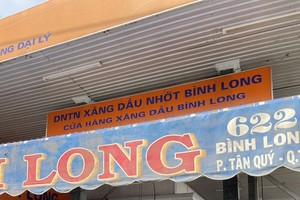 NG ĐẠI LÝ
DNTN XĂNG DẦU NHỚT BÌNH LONG
CỬA HÀNG XĂNG DẦU BÌNH LONG
H LONG
622
BÌNH LON
P. TÂN QUÝ - Q.